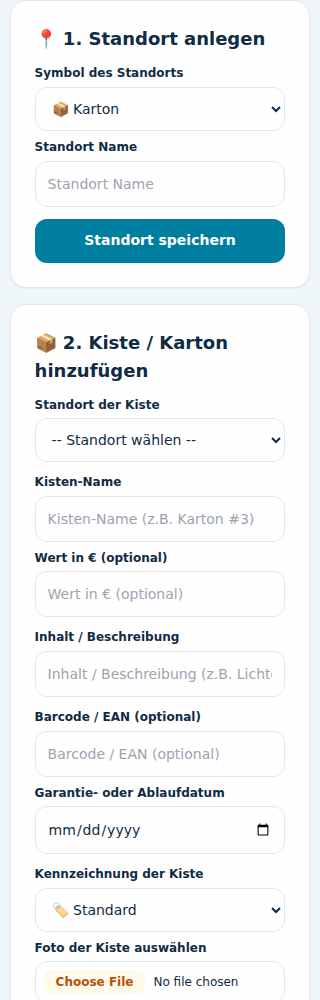 📍 1. Standort anlegen
Symbol des Standorts
📦 Karton
Standort Name
Standort Name
Standort speichern
📦 2. Kiste / Karton
hinzufügen
Standort der Kiste
-- Standort wählen --
Kisten-Name
Kisten-Name (z.B. Karton #3)
Wert in € (optional)
Wert in € (optional)
Inhalt / Beschreibung
Inhalt / Beschreibung (z.B. Licht
Barcode / EAN (optional)
Barcode / EAN (optional)
Garantie- oder Ablaufdatum
mm/dd/yyyy
Kennzeichnung der Kiste
🏷️ Standard
Foto der Kiste auswählen
Choose File No file chosen